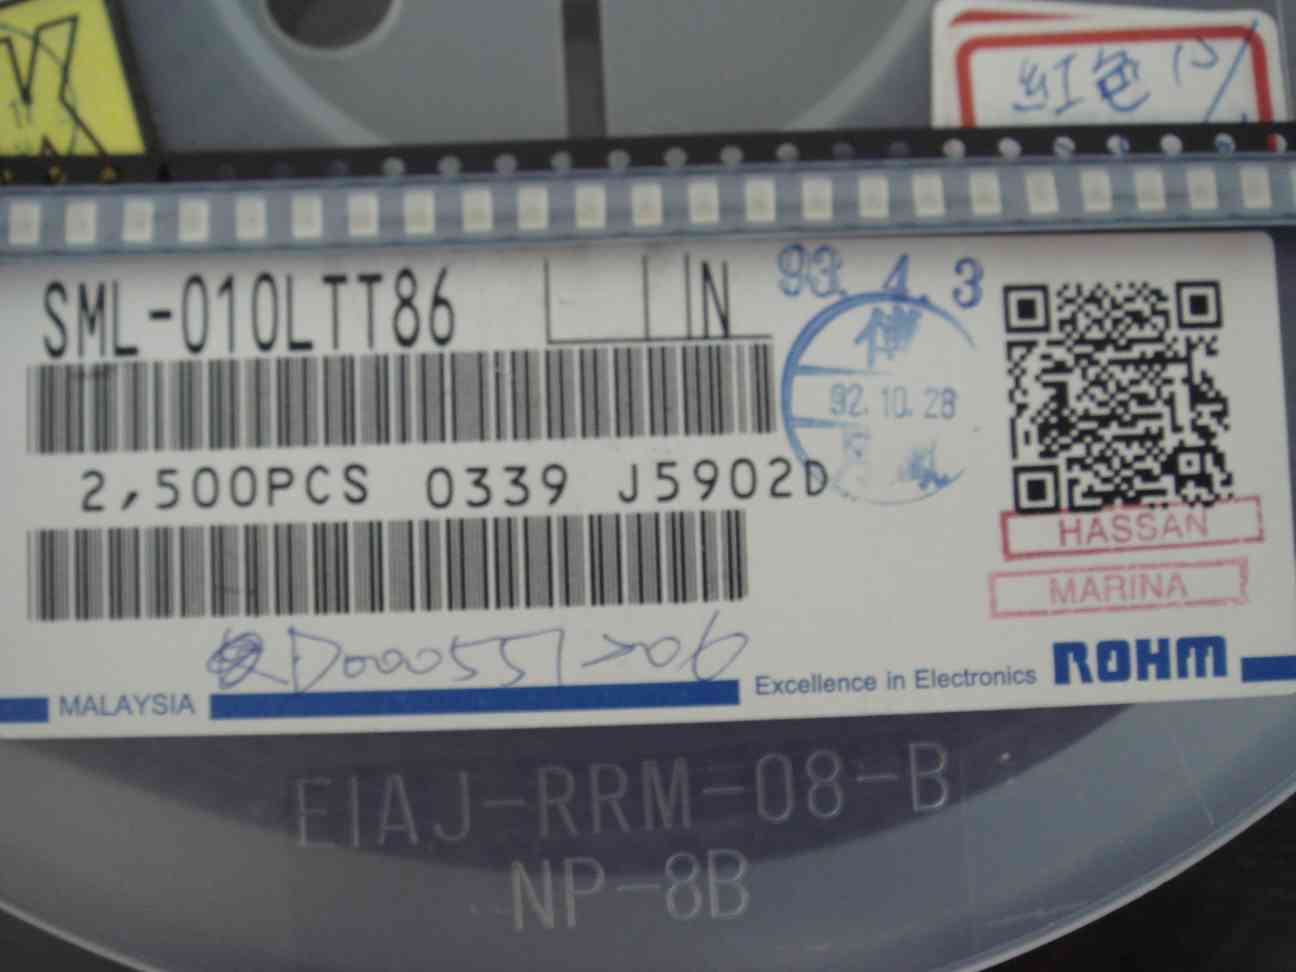 红色
SML-010LTT86 N
93.4.3
92.10.28
2,500PCS 0339 J5902D
HASSAN
MARINA
MALAYSIA
Excellence in Electronics ROHM
EIAJ-RRM-08-B
NP-8B